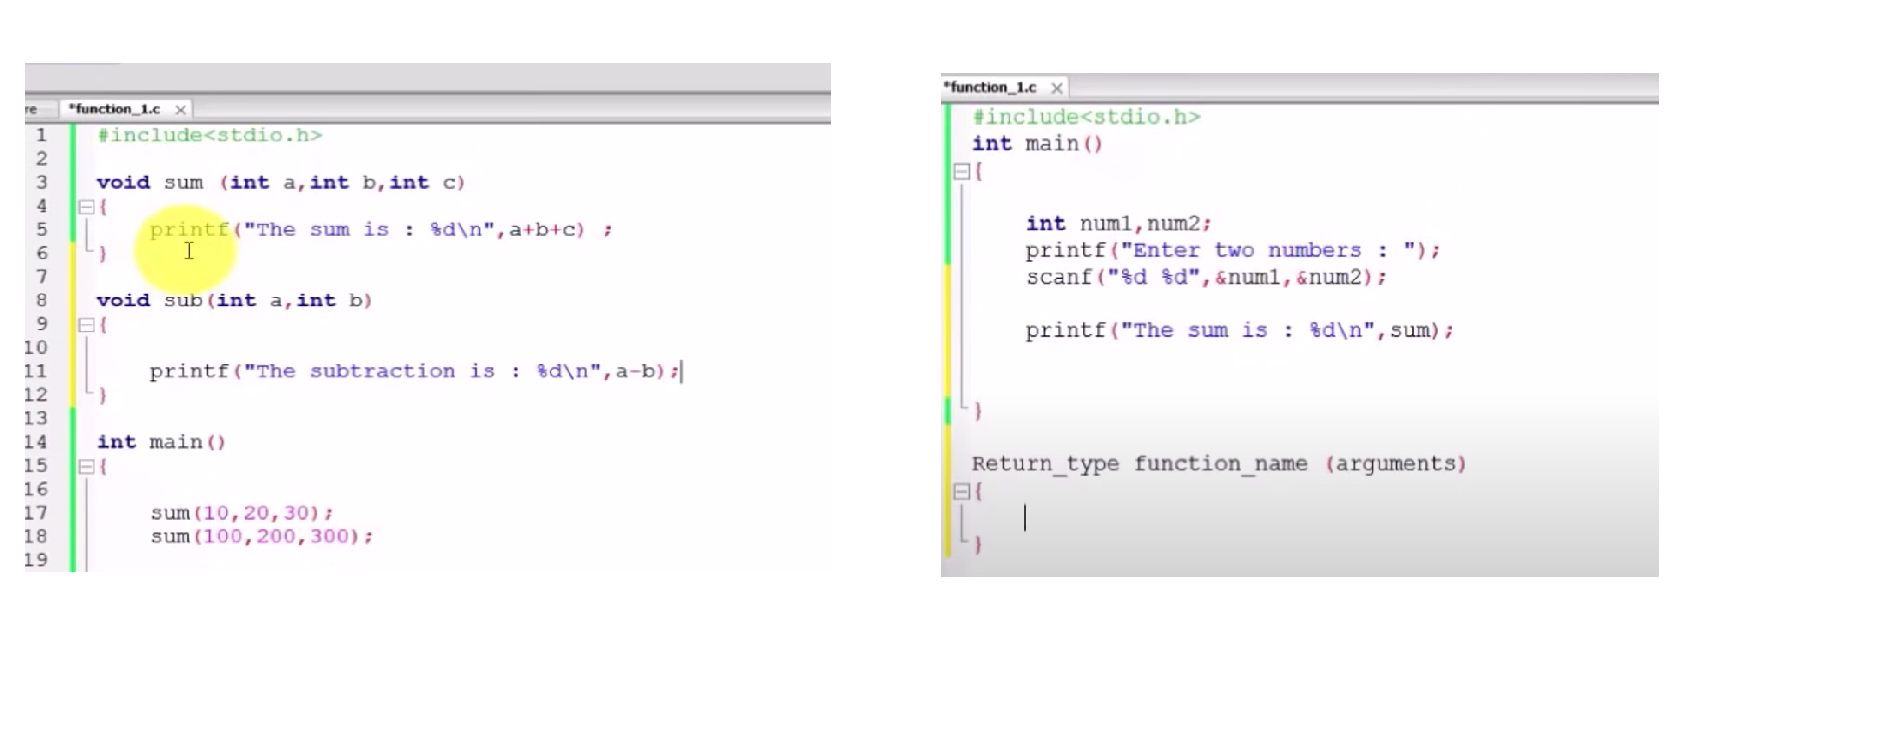 re *function_1.c
1 #include<stdio.h>
2
3 void sum (int a,int b,int c)
4 {
5 printf("The sum is : %d\n",a+b+c) ;
6 }
7
8 void sub(int a,int b)
9 {
10
11 printf("The subtraction is : %d\n",a-b);
12 }
13
14 int main()
15 {
16
17 sum(10,20,30);
18 sum(100,200,300);
19
*function_1.c
#include<stdio.h>
int main()
{
int num1,num2;
printf("Enter two numbers : ");
scanf("%d %d",&num1,&num2);
printf("The sum is : %d\n",sum);
}
Return_type function_name (arguments)
{
}